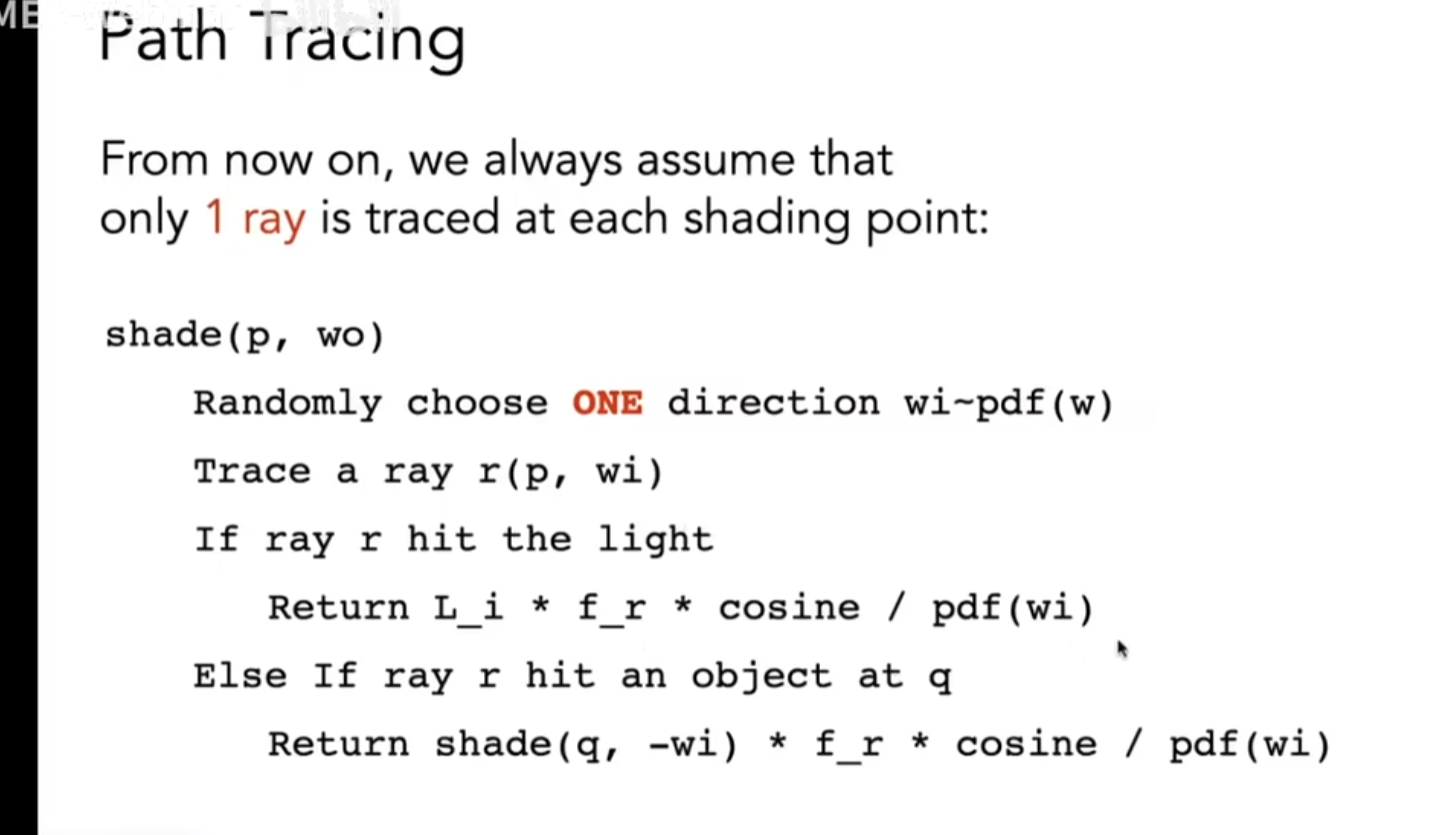 Path Tracing
From now on, we always assume that
only 1 ray is traced at each shading point:
shade(p, wo)
Randomly choose ONE direction wi~pdf(w)
Trace a ray r(p, wi)
If ray r hit the light
Return L_i * f_r * cosine / pdf(wi)
Else If ray r hit an object at q
Return shade(q, -wi) * f_r * cosine / pdf(wi)